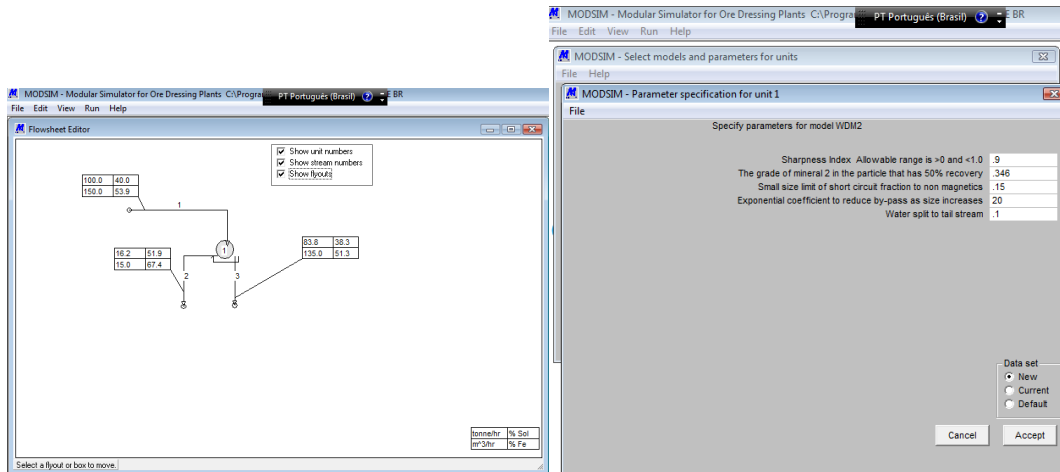 MODSIM - Modular Simulator for Ore Dressing Plants C:\Progra
PT Português (Brasil)
?
E BR
File Edit View Run Help
Flowsheet Editor
Show unit numbers
Show stream numbers
Show flyouts
100.0 40.0
150.0 53.9
1
16.2 51.9
15.0 67.4
1
83.8 38.3
135.0 51.3
2
3
tonne/hr % Sol
m^3/hr % Fe
Select a flyout or box to move.
MODSIM - Modular Simulator for Ore Dressing Plants C:\Progra
PT Português (Brasil)
?
E BR
File Edit View Run Help
MODSIM - Select models and parameters for units
File Help
MODSIM - Parameter specification for unit 1
File
Specify parameters for model WDM2
Sharpness Index Allowable range is >0 and <1.0 .9
The grade of mineral 2 in the particle that has 50% recovery .346
Small size limit of short circuit fraction to non magnetics .15
Exponential coefficient to reduce by-pass as size increases 20
Water split to tail stream .1
Data set
New
Current
Default
Cancel Accept